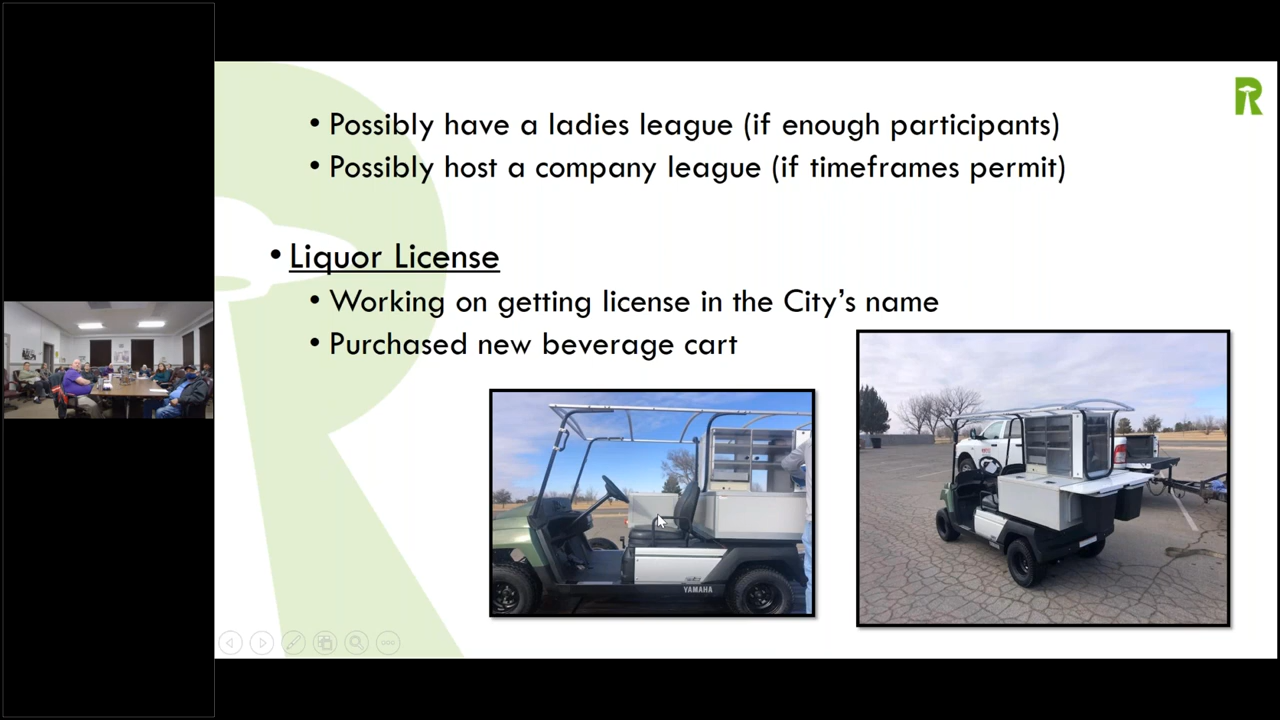 • Possibly have a ladies league (if enough participants)
• Possibly host a company league (if timeframes permit)
• Liquor License
• Working on getting license in the City's name
• Purchased new beverage cart
YAMAHA
R